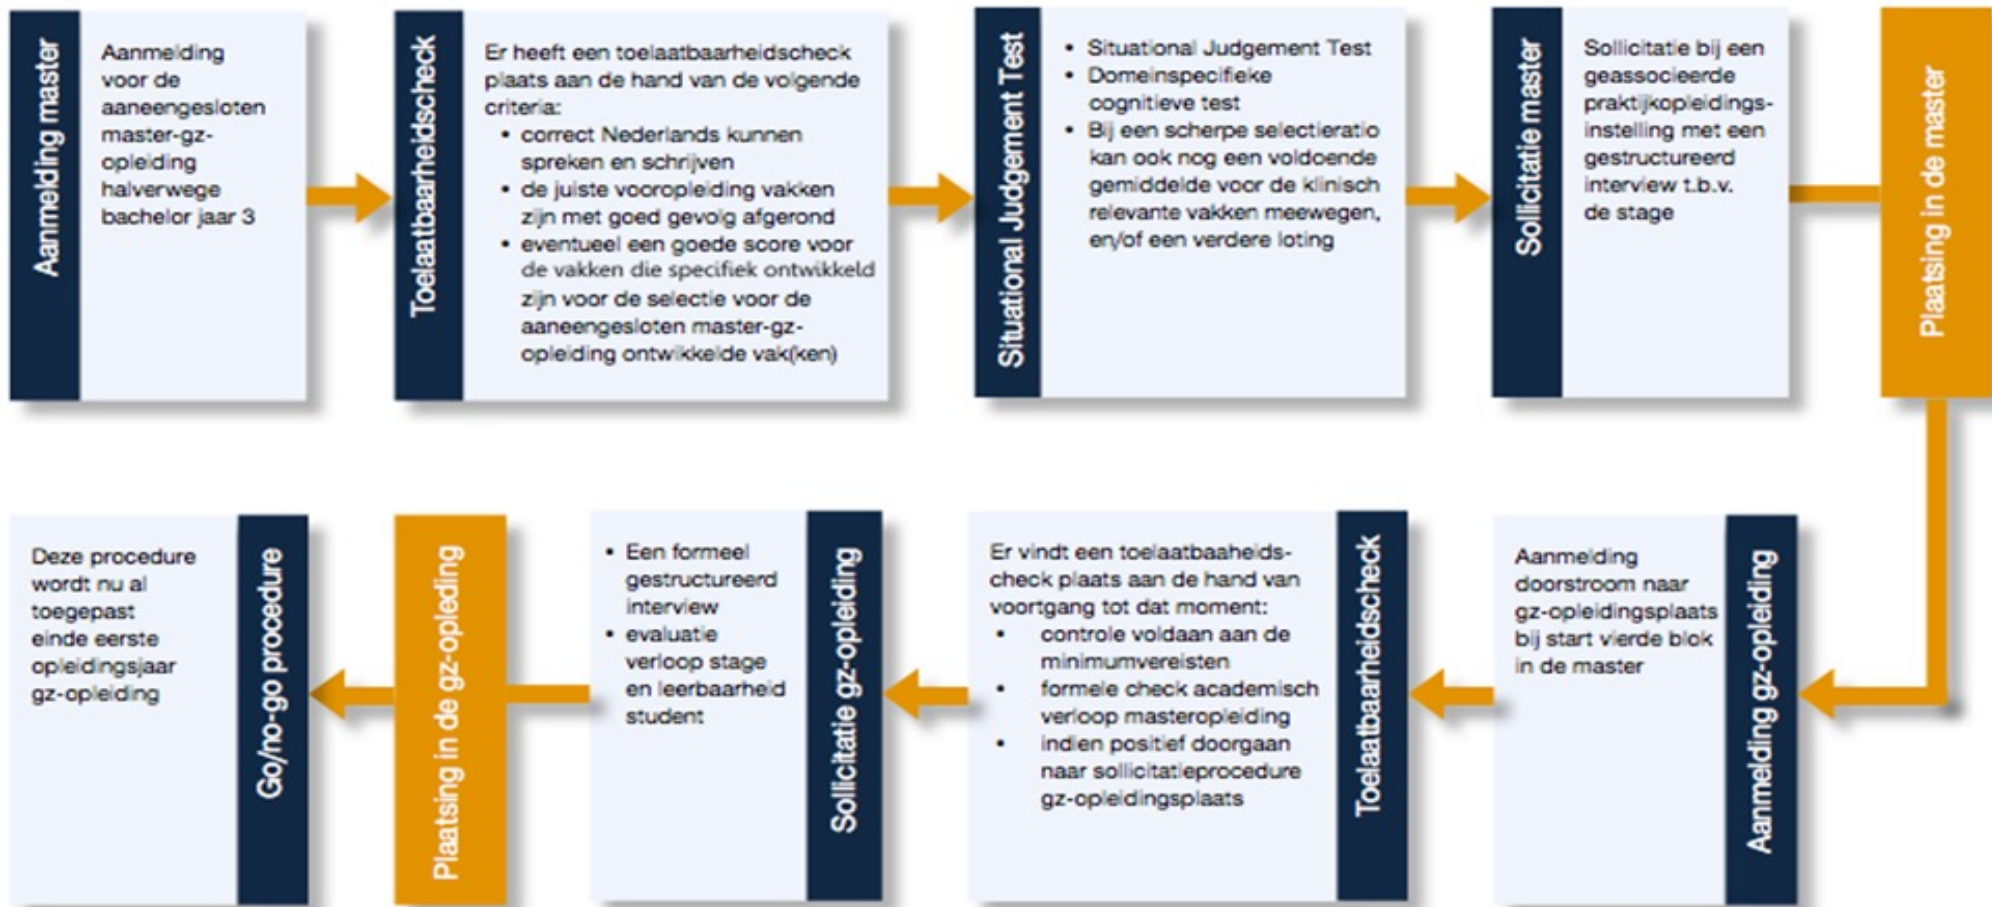 Aanmelding master
Aanmelding
voor de
aaneengesloten
master-gz-
opleiding
halverwege
bachelor jaar 3
Toelaatbaarheidscheck
Er heeft een toelaatbaarheidscheck
plaats aan de hand van de volgende
criteria:
• correct Nederlands kunnen
spreken en schrijven
• de juiste vooropleiding vakken
zijn met goed gevolg afgerond
• eventueel een goede score voor
de vakken die specifiek ontwikkeld
zijn voor de selectie voor de
aaneengesloten master-gz-
opleiding ontwikkelde vak(ken)
Situational Judgement Test
• Situational Judgement Test
• Domeinspecifieke
cognitieve test
• Bij een scherpe selectieratio
kan ook nog een voldoende
gemiddelde voor de klinisch
relevante vakken meewegen,
en/of een verdere loting
Sollicitatie master
Sollicitatie bij een
geassocieerde
praktijkopleidings-
instelling met een
gestructureerd
interview t.b.v.
de stage
Plaatsing in de master
Aanmelding gz-opleiding
Aanmelding
doorstroom naar
gz-opleidingsplaats
bij start vierde blok
in de master
Toelaatbaarheidscheck
Er vindt een toelaatbaaheids-
check plaats aan de hand van
voortgang tot dat moment:
• controle voldaan aan de
minimumvereisten
• formele check academisch
verloop masteropleiding
• indien positief doorgaan
naar sollicitatieprocedure
gz-opleidingsplaats
Sollicitatie gz-opleiding
• Een formeel
gestructureerd
interview
• evaluatie
verloop stage
en leerbaarheid
student
Plaatsing in de gz-opleding
Go/no-go procedure
Deze procedure
wordt nu al
toegepast
einde eerste
opleidingsjaar
gz-opleiding